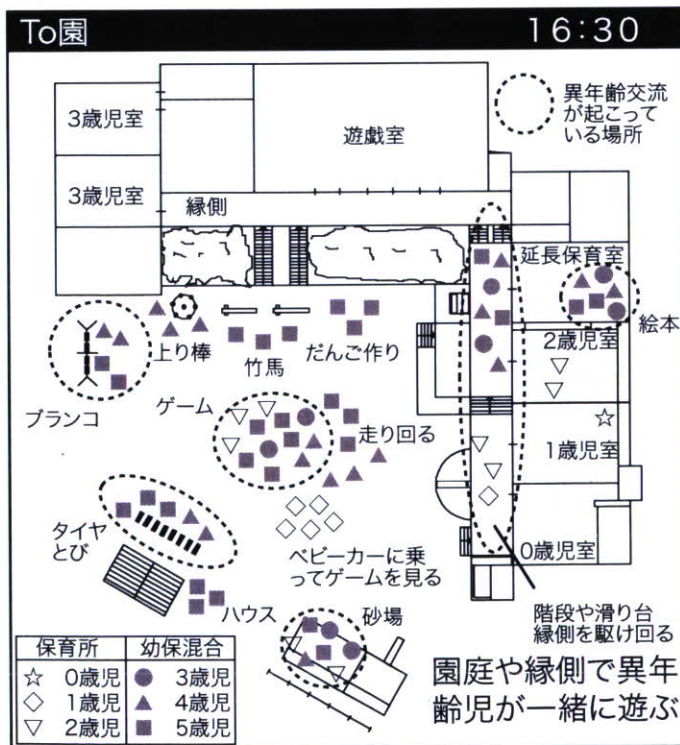 To園 16:30
異年齢交流
が起こって
いる場所
3歳児室
遊戯室
3歳児室
縁側
延長保育室
絵本
上り棒
竹馬
だんご作り
2歳児室
ブランコ
ゲーム
走り回る
1歳児室
タイヤ
とび
ベビーカーに乗
ってゲームを見る
0歳児室
ハウス
砂場
階段や滑り台
縁側を駆け回る
保育所 幼保混合
☆ 0歳児 ● 3歳児
◇ 1歳児 ▲ 4歳児
▽ 2歳児 ■ 5歳児
園庭や縁側で異年
齢児が一緒に遊ぶ